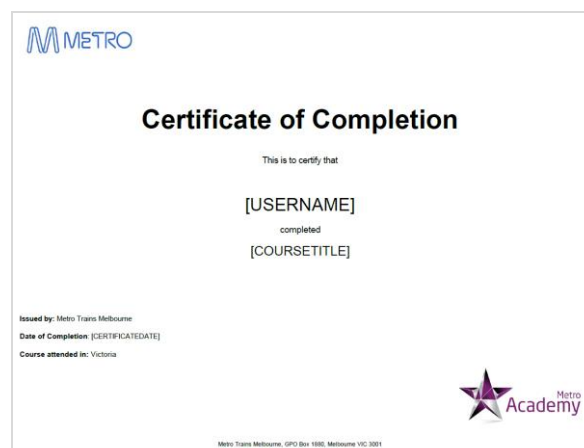 METRO
Certificate of Completion
This is to certify that
[USERNAME]
completed
[COURSETITLE]
Issued by: Metro Trains Melbourne
Date of Completion: [CERTIFICATEDATE]
Course attended in: Victoria
Metro
Academy
Metro Trains Melbourne, GPO Box 1880, Melbourne VIC 3001